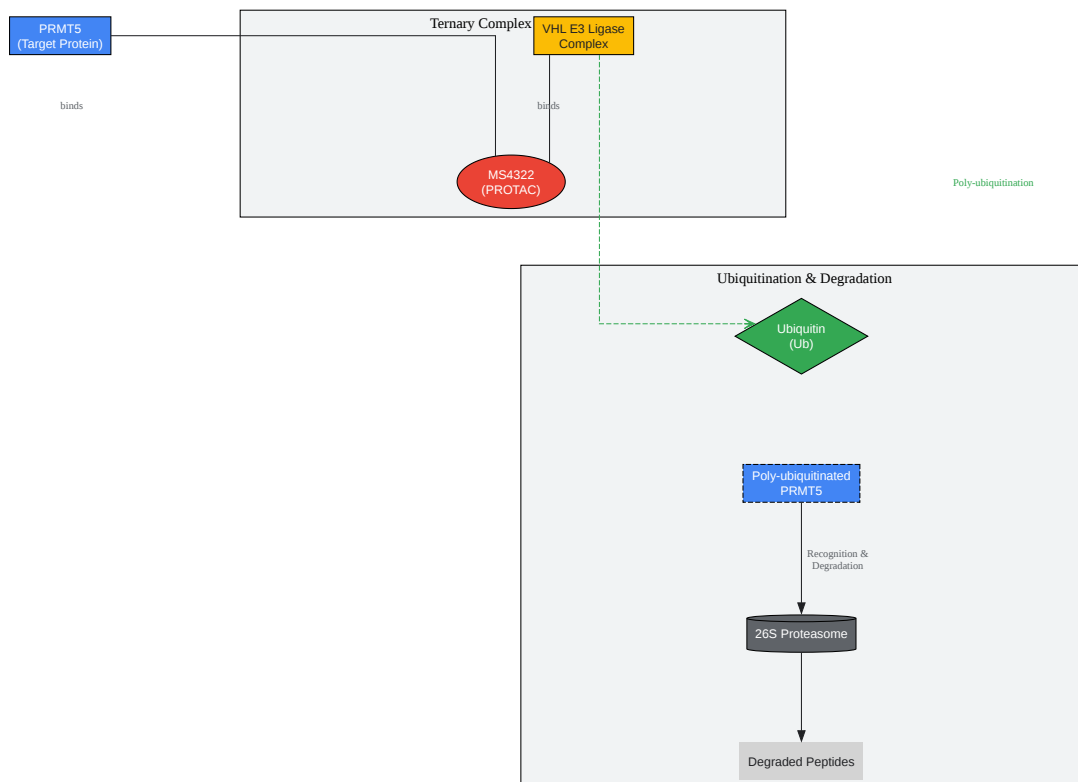 PRMT5
(Target Protein)
Ternary Complex
VHL E3 Ligase
Complex
binds
binds
MS4322
(PROTAC)
Poly-ubiquitination
Ubiquitination & Degradation
Ubiquitin
(Ub)
Poly-ubiquitinated
PRMT5
Recognition &
Degradation
26S Proteasome
Degraded Peptides